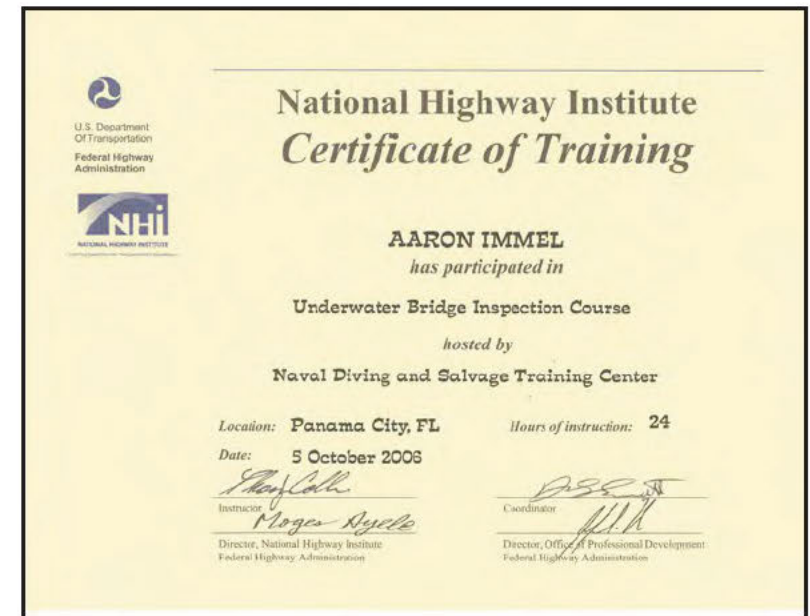 U.S. Department
Of Transportation
Federal Highway
Administration
NHi
NATIONAL HIGHWAY INSTITUTE
National Highway Institute
Certificate of Training
AARON IMMEL
has participated in
Underwater Bridge Inspection Course
hosted by
Naval Diving and Salvage Training Center
Location: Panama City, FL Hours of instruction: 24
Date: 5 October 2006
Instructor Coordinator
Moges Ayele
Director, National Highway Institute Director, Office of Professional Development
Federal Highway Administration Federal Highway Administration